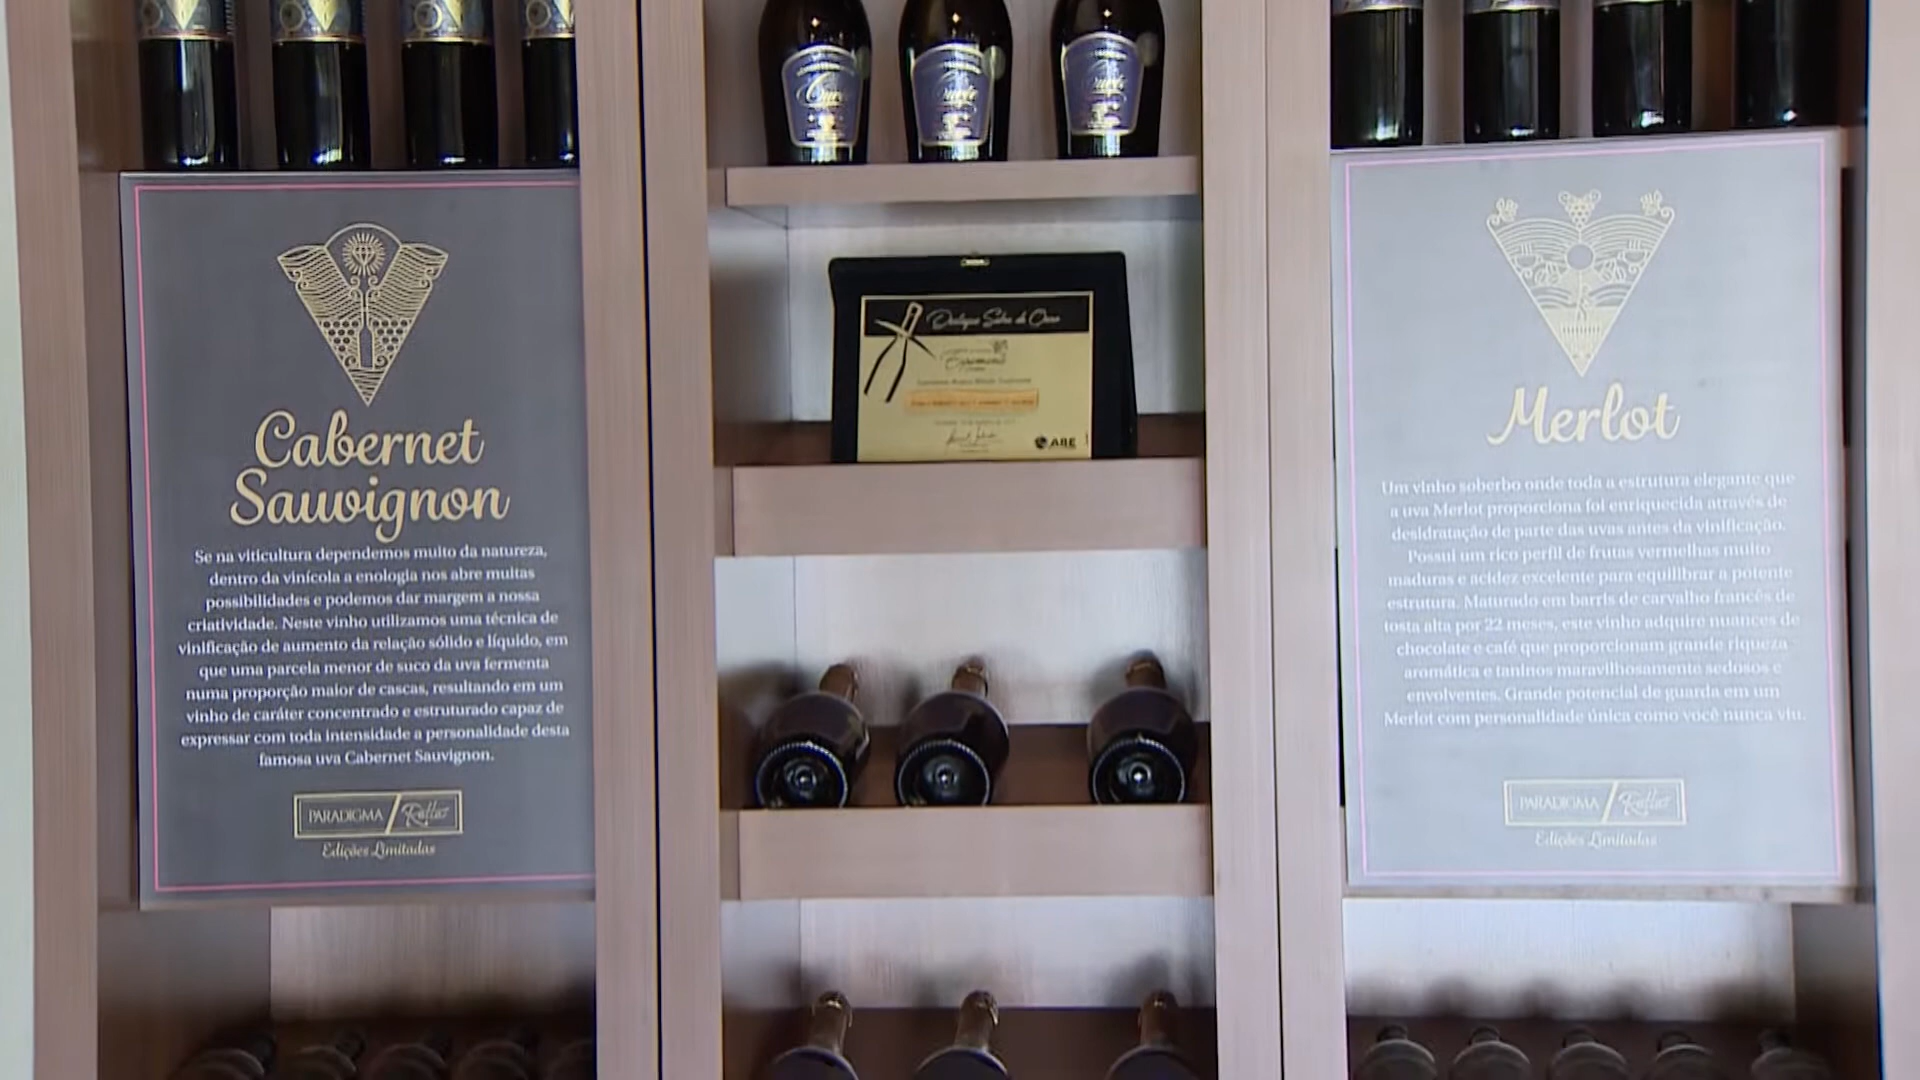 Cabernet
Sauvignon
Se na viticultura dependemos muito da natureza,
dentro da vinícola a enologia nos abre muitas
possibilidades e podemos dar margem a nossa
criatividade. Neste vinho utilizamos uma técnica de
vinificação de aumento da relação sólido e líquido, em
que uma parcela menor de suco da uva fermenta
numa proporção maior de cascas, resultando em um
vinho de caráter concentrado e estruturado capaz de
expressar com toda intensidade a personalidade desta
famosa uva Cabernet Sauvignon.
PARADIGMA
Edições Limitadas
Cuvée
Cuvée
Cuvée
Destaque Sabre de Ouro
ABE
Merlot
Um vinho soberbo onde toda a estrutura elegante que
a uva Merlot proporciona foi enriquecida através de
desidratação de parte das uvas antes da vinificação.
Possui um rico perfil de frutas vermelhas muito
maduras e acidez excelente para equilibrar a potente
estrutura. Maturado em barris de carvalho francês de
tosta alta por 22 meses, este vinho adquire nuances de
chocolate e café que proporcionam grande riqueza
aromática e taninos maravilhosamente sedosos e
envolventes. Grande potencial de guarda em um
Merlot com personalidade única como você nunca viu.
PARADIGMA
Edições Limitadas